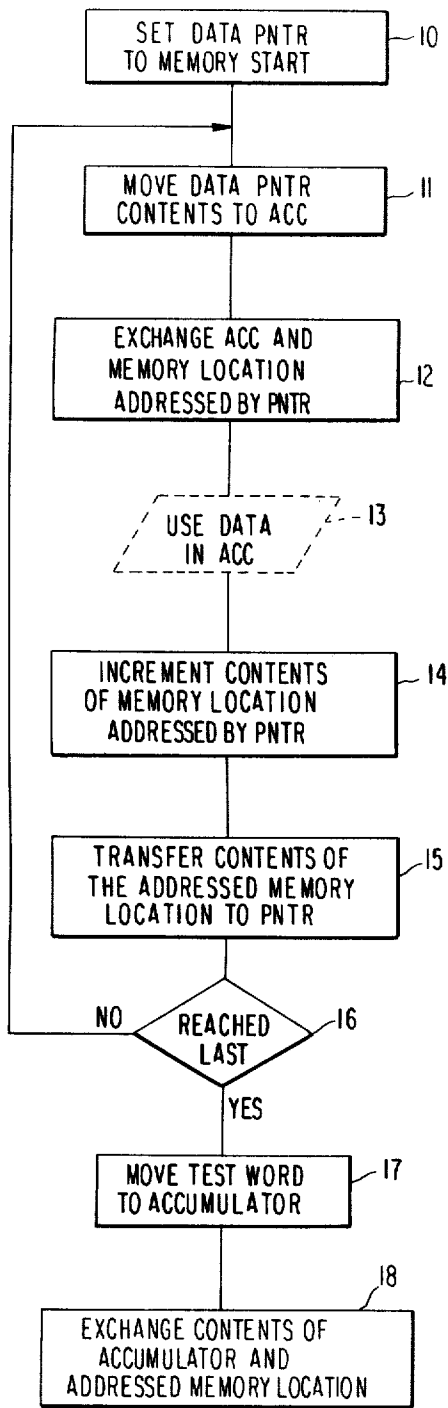 SET DATA PNTR
TO MEMORY START
10
MOVE DATA PNTR
CONTENTS TO ACC
11
EXCHANGE ACC AND
MEMORY LOCATION
ADDRESSED BY PNTR
12
USE DATA
IN ACC
13
INCREMENT CONTENTS
OF MEMORY LOCATION
ADDRESSED BY PNTR
14
TRANSFER CONTENTS OF
THE ADDRESSED MEMORY
LOCATION TO PNTR
15
NO
REACHED
LAST
16
YES
MOVE TEST WORD
TO ACCUMULATOR
17
18
EXCHANGE CONTENTS OF
ACCUMULATOR AND
ADDRESSED MEMORY LOCATION